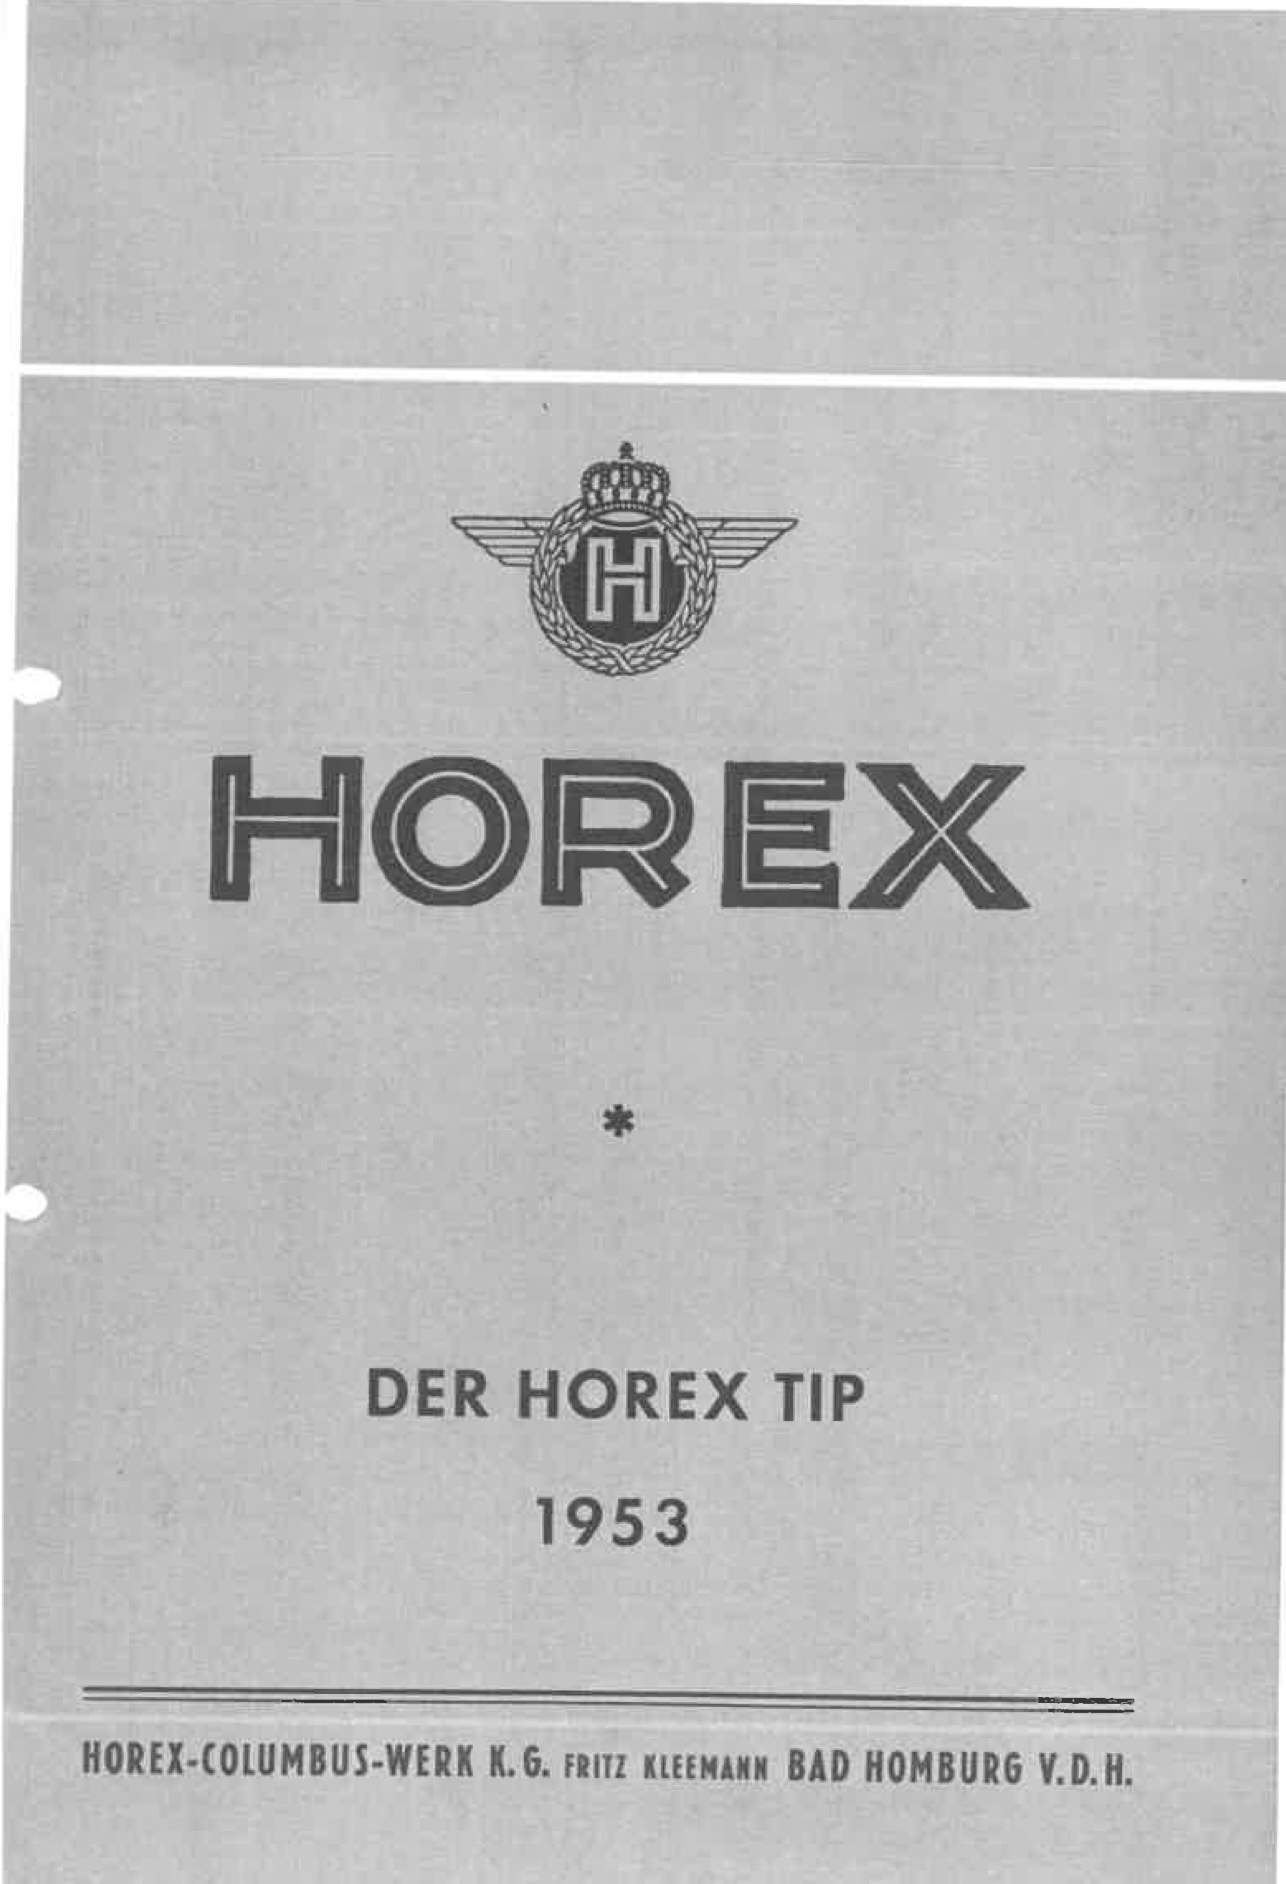 H
HOREX
*
DER HOREX TIP
1953
HOREX-COLUMBUS-WERK K.G. FRITZ KLEEMANN BAD HOMBURG V.D.H.